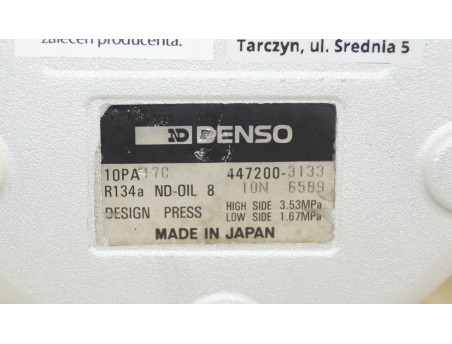 zaleceń producenta.
Tarczyn, ul. Średnia 5
ND DENSO
10PA17C 447200-3133
R134a ND-OIL 8 10N 6589
DESIGN PRESS HIGH SIDE 3.53MPa
LOW SIDE 1.67MPa
MADE IN JAPAN